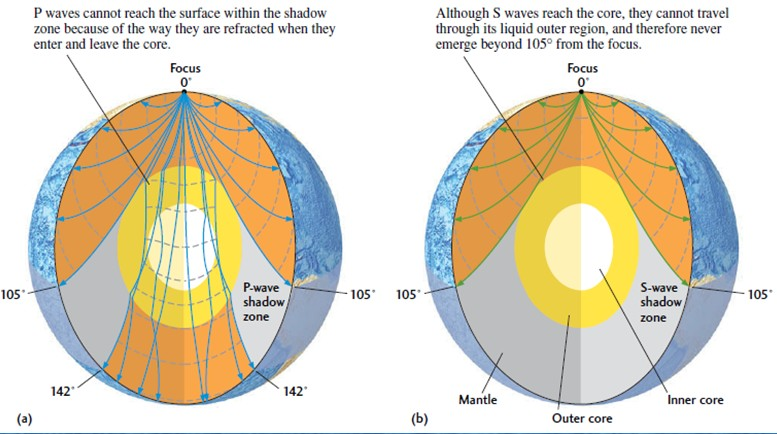 P waves cannot reach the surface within the shadow
zone because of the way they are refracted when they
enter and leave the core.
Focus
0°
105°
105°
P-wave
shadow
zone
142°
142°
(a)
Although S waves reach the core, they cannot travel
through its liquid outer region, and therefore never
emerge beyond 105° from the focus.
Focus
0°
105°
105°
S-wave
shadow
zone
Mantle
Inner core
Outer core
(b)